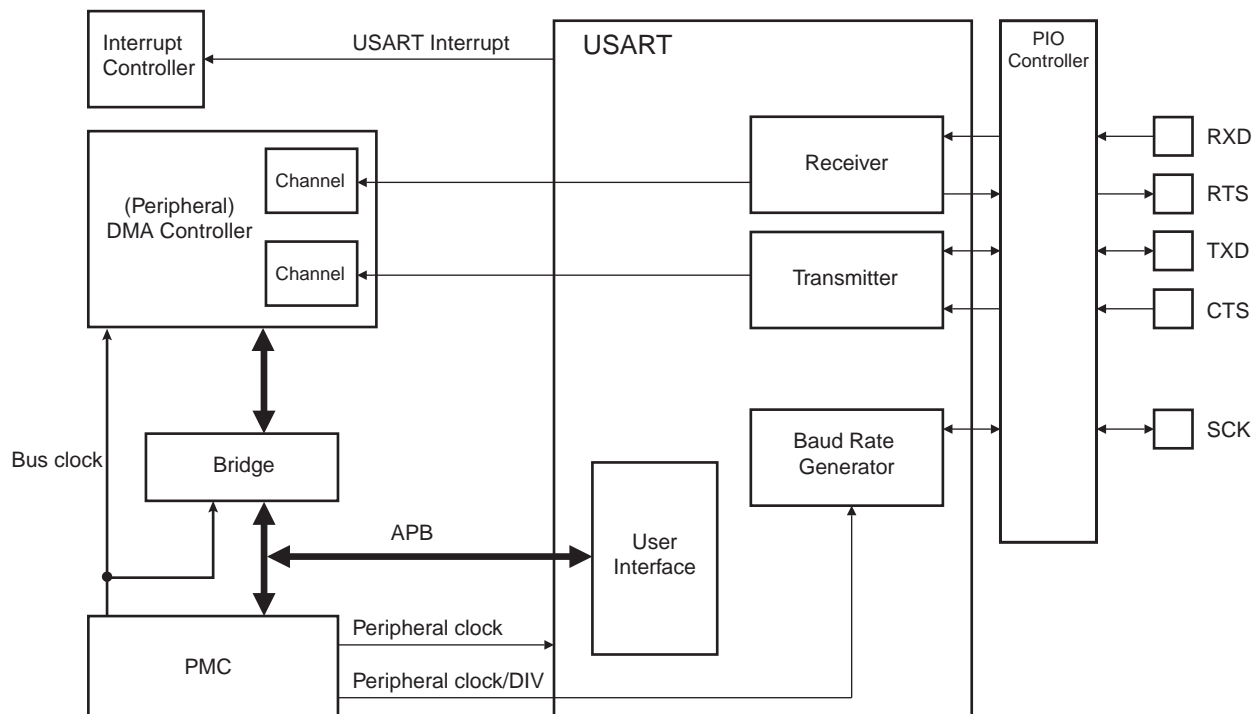 Interrupt
Controller
USART Interrupt
USART
PIO
Controller
RXD
Receiver
Channel
(Peripheral)
DMA Controller
RTS
TXD
Channel
Transmitter
CTS
SCK
Baud Rate
Generator
Bus clock
Bridge
APB
User
Interface
Peripheral clock
PMC
Peripheral clock/DIV